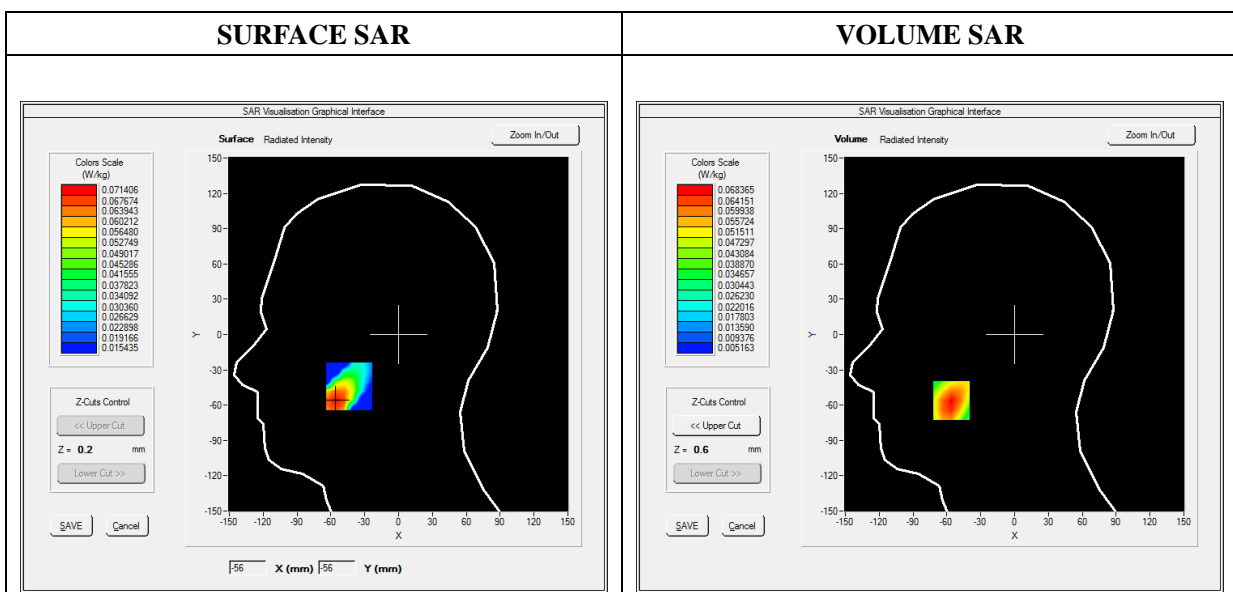 SURFACE SAR
VOLUME SAR
SAR Visualisation Graphical Interface
Surface Radiated Intensity
Zoom In/Out
Colors Scale
(W/kg)
0.071406
0.067674
0.063943
0.060212
0.056480
0.052749
0.049017
0.045286
0.041555
0.037823
0.034092
0.030360
0.026629
0.022898
0.019166
0.015435
150
120
90
60
30
0
-30
-60
-90
-120
-150
Y
-150 -120 -90 -60 -30 0 30 60 90 120 150
X
Z-Cuts Control
<< Upper Cut
Z = 0.2 mm
Lower Cut >>
SAVE Cancel
-56 X (mm) -56 Y (mm)
SAR Visualisation Graphical Interface
Volume Radiated Intensity
Zoom In/Out
Colors Scale
(W/kg)
0.068365
0.064151
0.059938
0.055724
0.051511
0.047297
0.043084
0.038870
0.034657
0.030443
0.026230
0.022016
0.017803
0.013590
0.009376
0.005163
150
120
90
60
30
0
-30
-60
-90
-120
-150
Y
-150 -120 -90 -60 -30 0 30 60 90 120 150
X
Z-Cuts Control
<< Upper Cut
Z = 0.6 mm
Lower Cut >>
SAVE Cancel